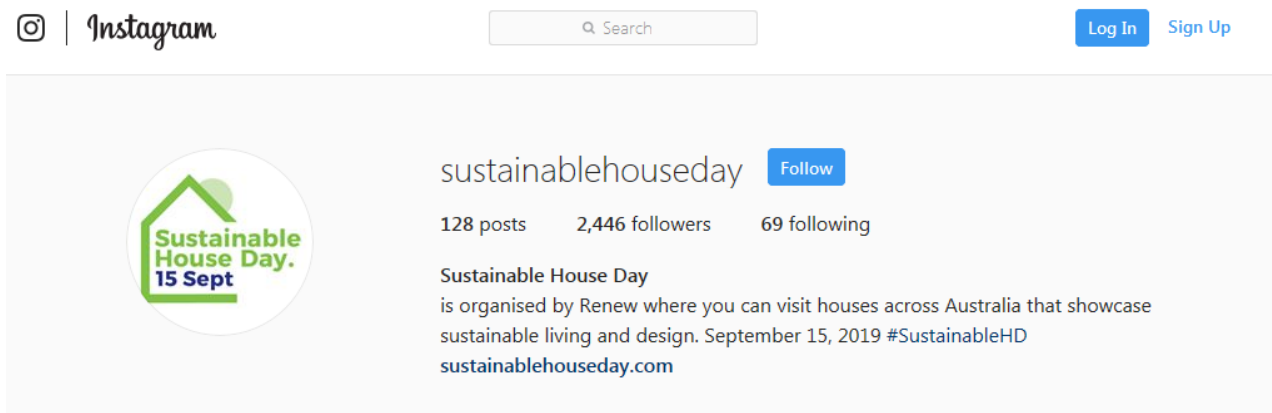 Instagram
Search
Log In
Sign Up
sustainablehouseday
Follow
128 posts 2,446 followers 69 following
Sustainable
House Day.
15 Sept
Sustainable House Day
is organised by Renew where you can visit houses across Australia that showcase
sustainable living and design. September 15, 2019 #SustainableHD
sustainablehouseday.com